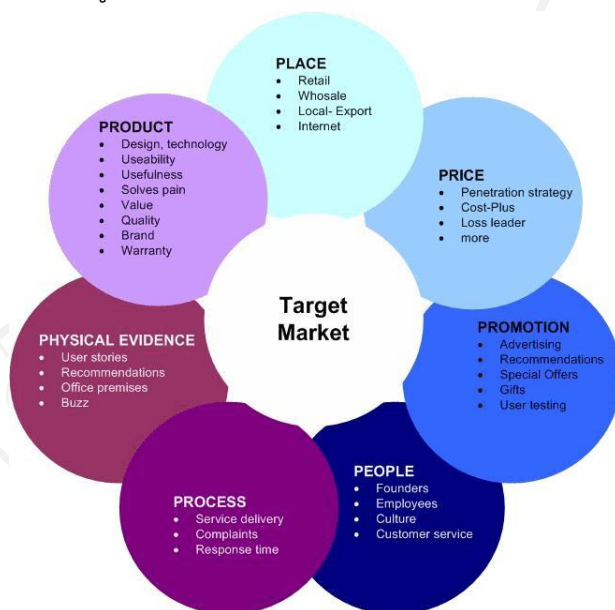 PLACE
Retail
Whosale
Local- Export
Internet
PRODUCT
Design, technology
Useability
Usefulness
Solves pain
Value
Quality
Brand
Warranty
PRICE
Penetration strategy
Cost-Plus
Loss leader
more
Target
Market
PHYSICAL EVIDENCE
User stories
Recommendations
Office premises
Buzz
PROMOTION
Advertising
Recommendations
Special Offers
Gifts
User testing
PROCESS
Service delivery
Complaints
Response time
PEOPLE
Founders
Employees
Culture
Customer service